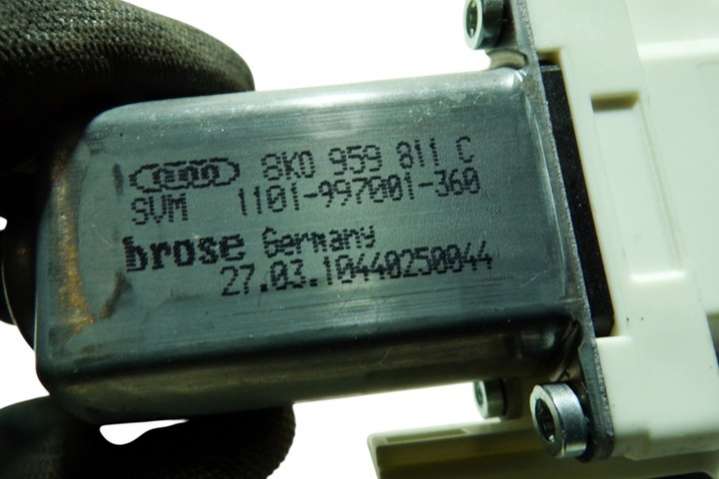 8K0 959 811 C
SVM 1101-997001-360
brose Germany
27.03.10440250044